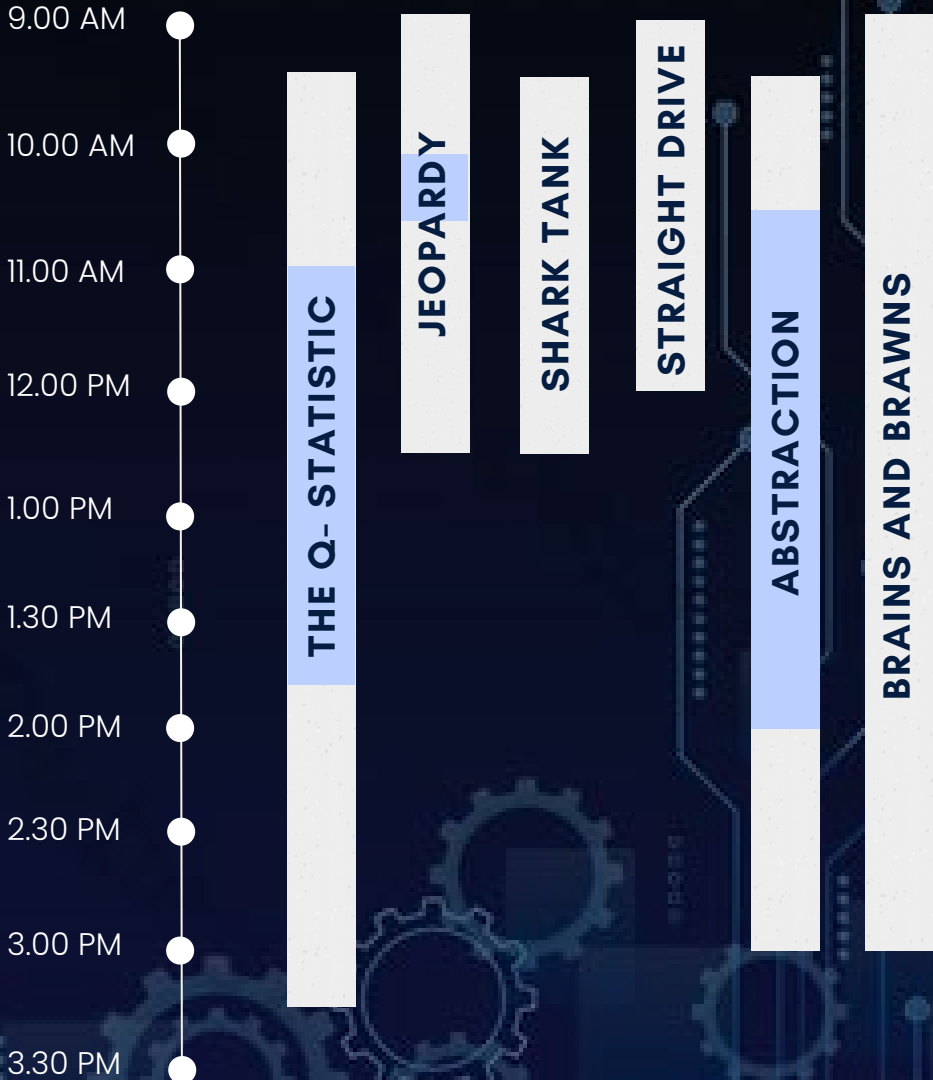 9.00 AM
10.00 AM
11.00 AM
12.00 PM
1.00 PM
1.30 PM
2.00 PM
2.30 PM
3.00 PM
3.30 PM
THE Q- STATISTIC
JEOPARDY
SHARK TANK
STRAIGHT DRIVE
ABSTRACTION
BRAINS AND BRAWNS